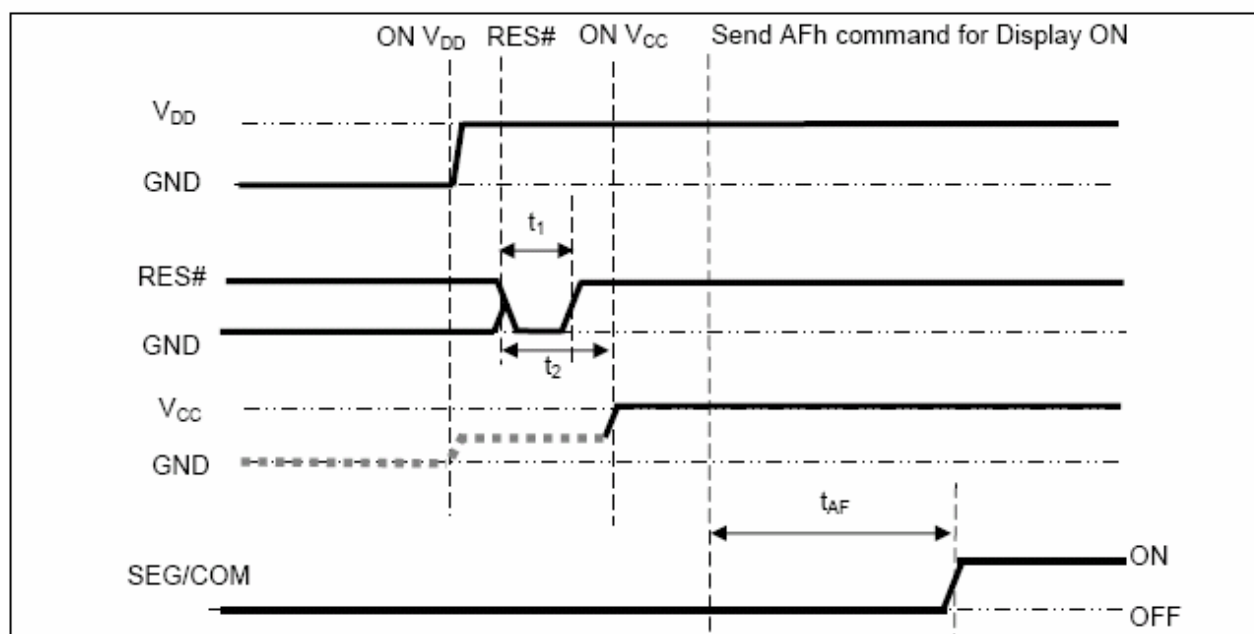 ON VDD RES# ON VCC Send AFh command for Display ON
VDD
GND
t1
RES#
GND
t2
VCC
GND
tAF
SEG/COM
ON
OFF